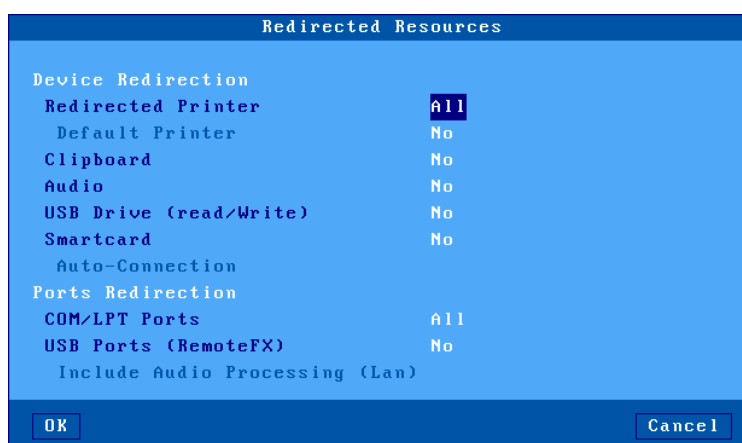 Redirected Resources
Device Redirection
Redirected Printer All
Default Printer No
Clipboard No
Audio No
USB Drive (read/Write) No
Smartcard No
Auto-Connection
Ports Redirection
COM/LPT Ports All
USB Ports (RemoteFX) No
Include Audio Processing (Lan)
OK Cancel